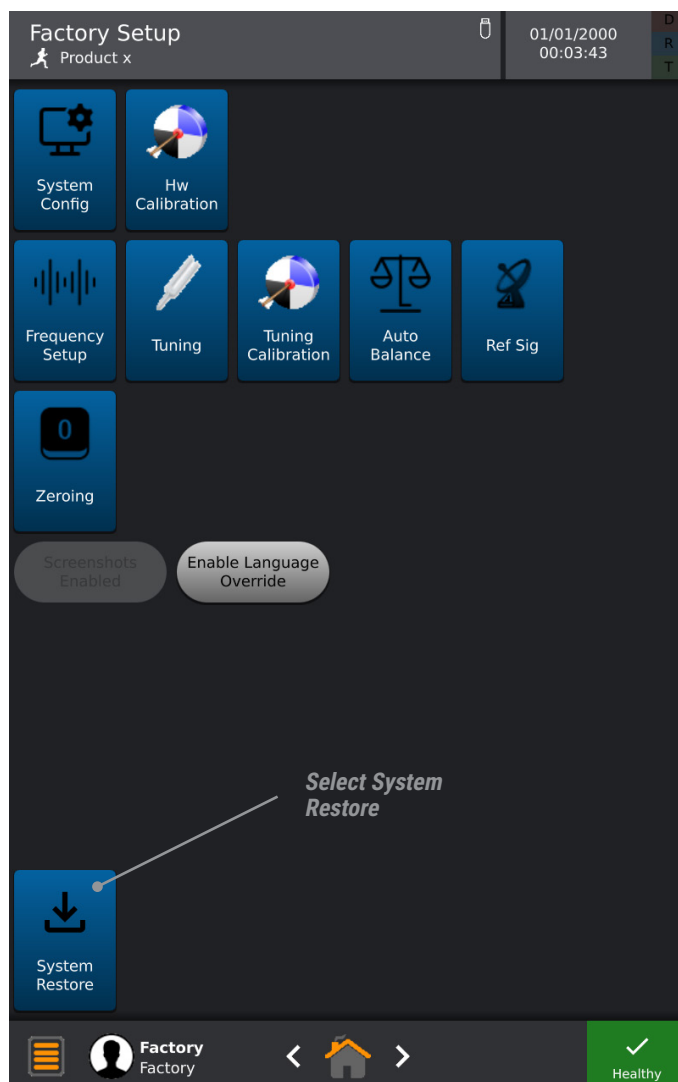 Factory Setup
Product x
01/01/2000
00:03:43
D
R
T
System
Config
Hw
Calibration
Frequency
Setup
Tuning
Tuning
Calibration
Auto
Balance
Ref Sig
0
Zeroing
Screenshots
Enabled
Enable Language
Override
Select System
Restore
System
Restore
Factory
Factory
Healthy